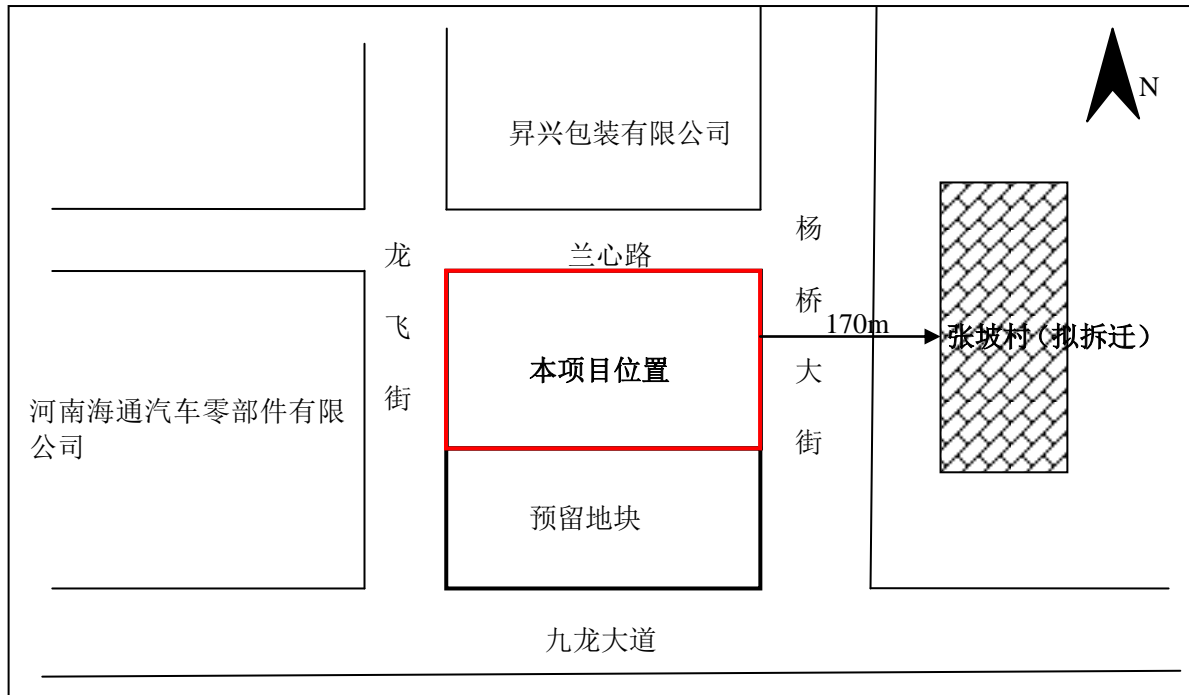 N
昇兴包装有限公司
兰心路
龙飞街
杨桥大街
170m
张坡村（拟拆迁）
本项目位置
河南海通汽车零部件有限
公司
预留地块
九龙大道